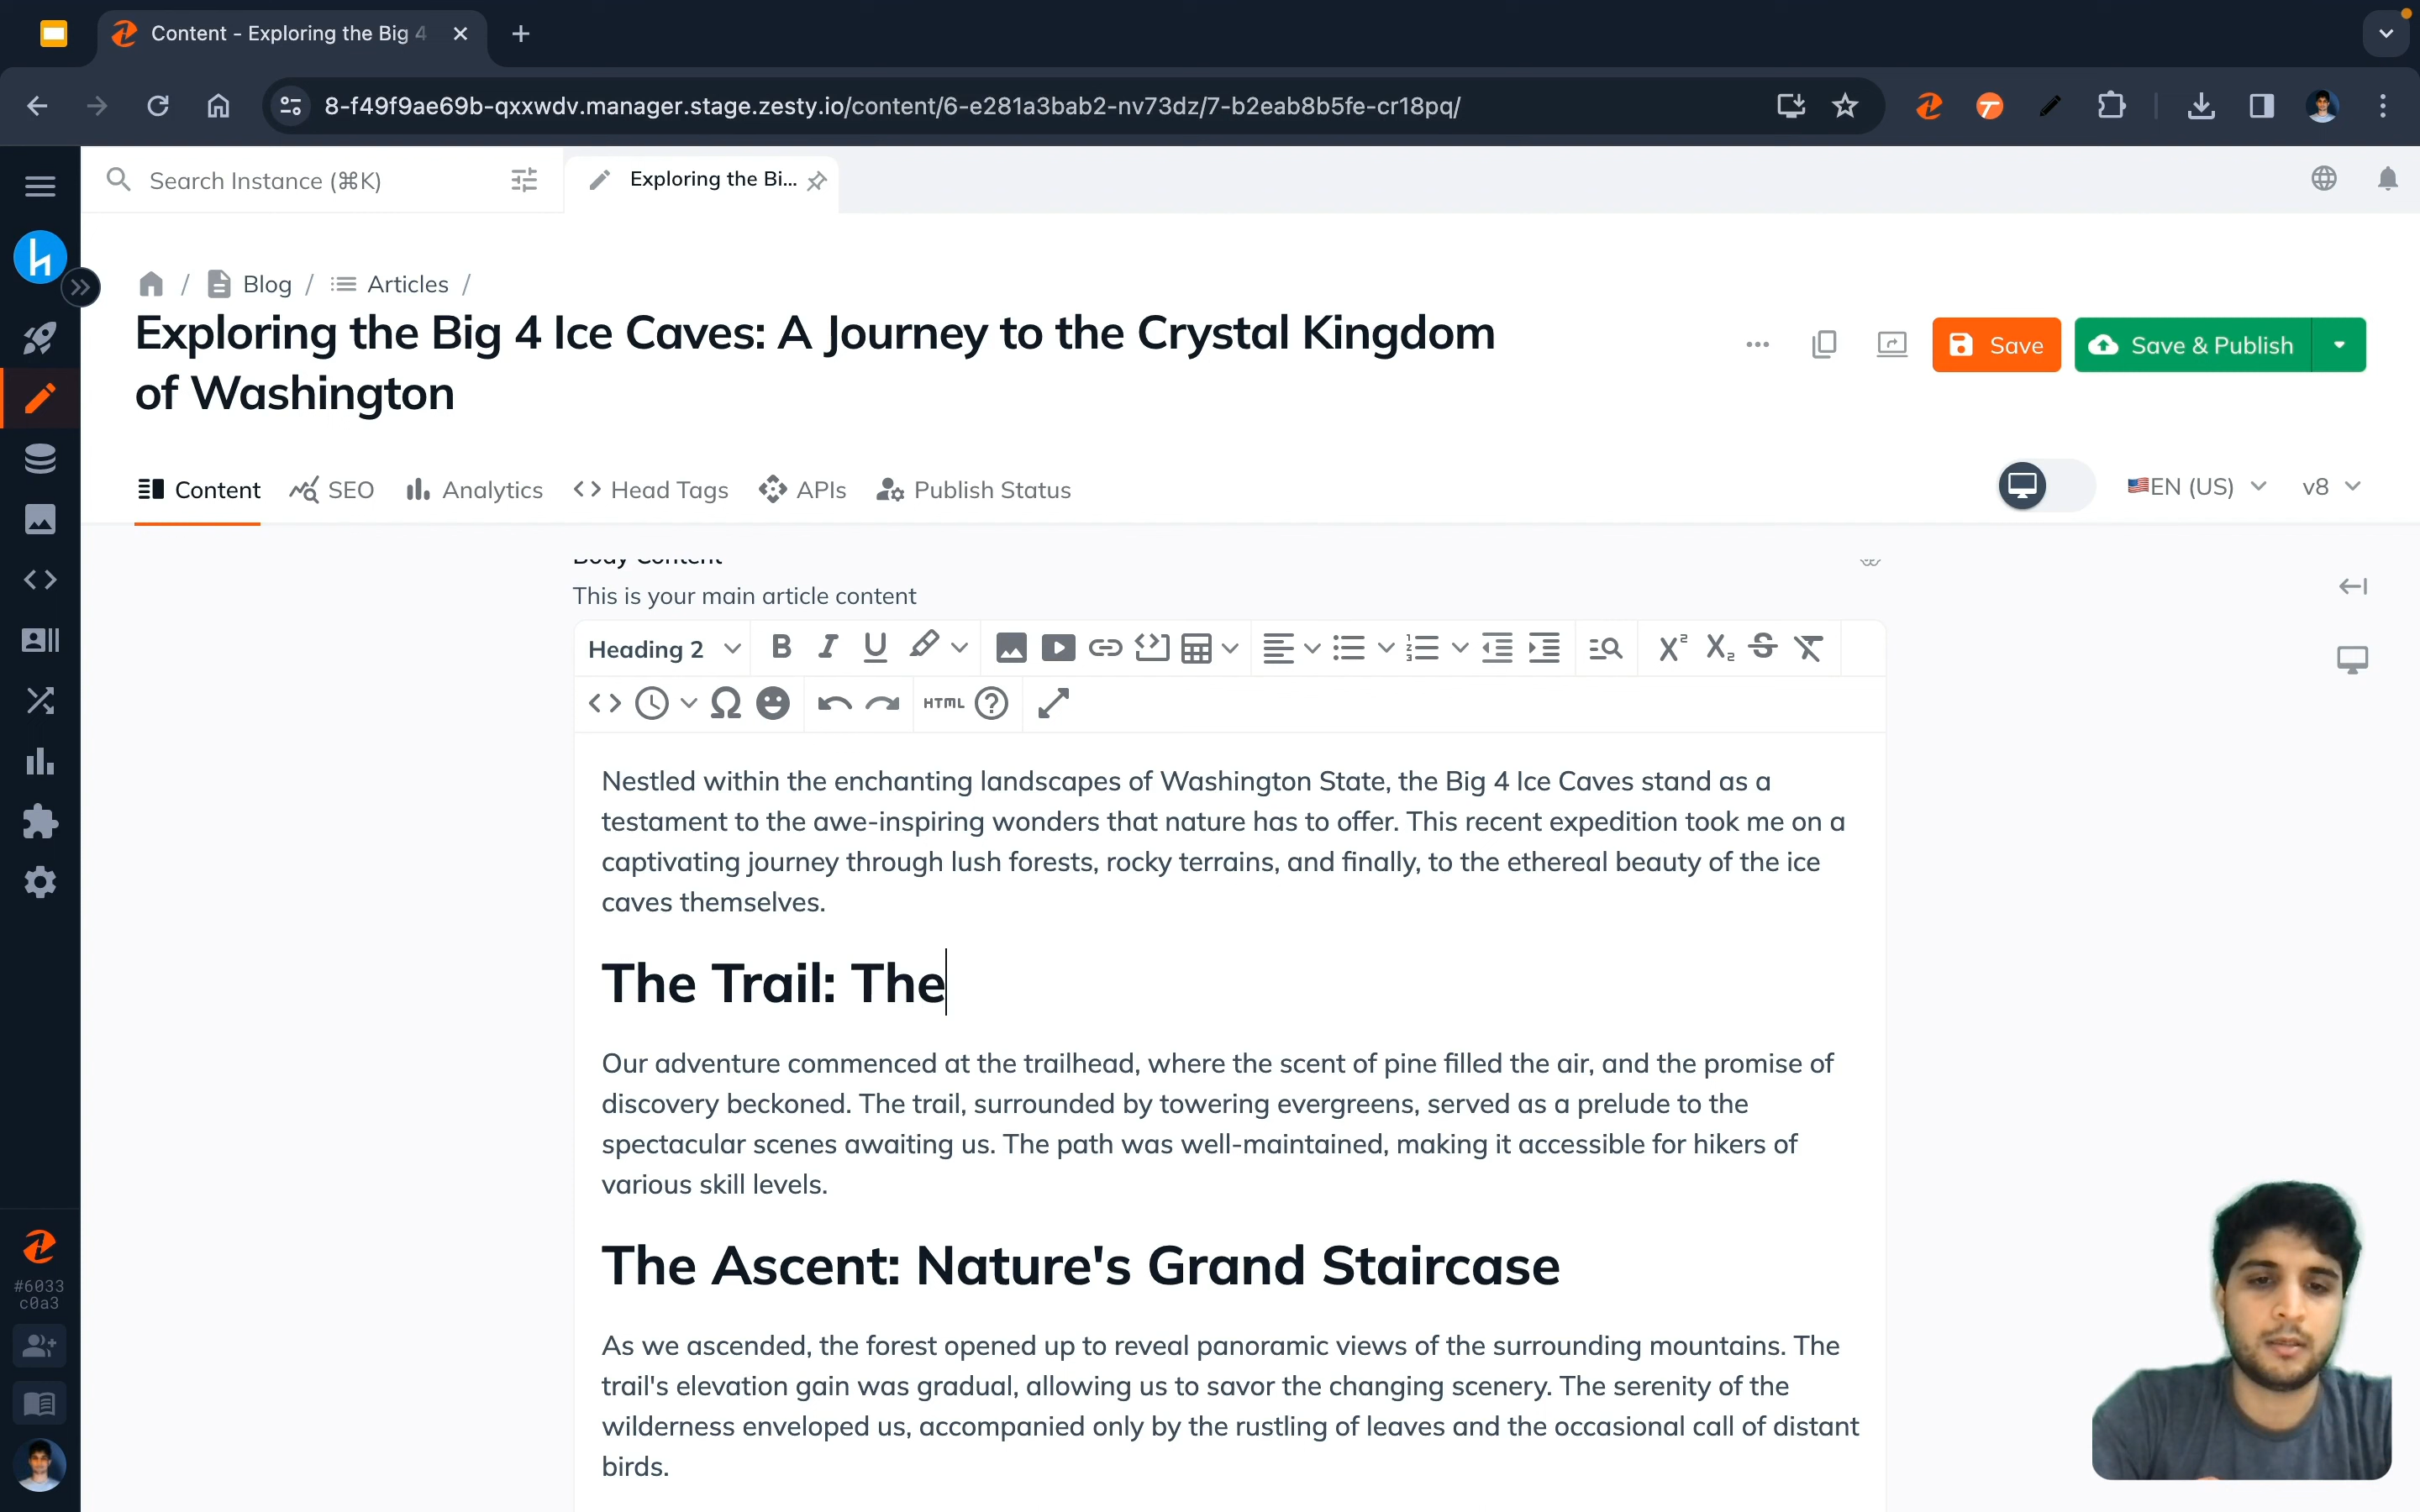 Content - Exploring the Big 4
8-f49f9ae69b-qxxwdv.manager.stage.zesty.io/content/6-e281a3bab2-nv73dz/7-b2eab8b5fe-cr18pq/
Search Instance (⌘K)
Exploring the Bi...
/ Blog / Articles /
Exploring the Big 4 Ice Caves: A Journey to the Crystal Kingdom
of Washington
Save
Save & Publish
Content
SEO
Analytics
Head Tags
APIs
Publish Status
EN (US)
v8
Body Content
This is your main article content
Heading 2
HTML
Nestled within the enchanting landscapes of Washington State, the Big 4 Ice Caves stand as a
testament to the awe-inspiring wonders that nature has to offer. This recent expedition took me on a
captivating journey through lush forests, rocky terrains, and finally, to the ethereal beauty of the ice
caves themselves.
The Trail: The
Our adventure commenced at the trailhead, where the scent of pine filled the air, and the promise of
discovery beckoned. The trail, surrounded by towering evergreens, served as a prelude to the
spectacular scenes awaiting us. The path was well-maintained, making it accessible for hikers of
various skill levels.
The Ascent: Nature's Grand Staircase
As we ascended, the forest opened up to reveal panoramic views of the surrounding mountains. The
trail's elevation gain was gradual, allowing us to savor the changing scenery. The serenity of the
wilderness enveloped us, accompanied only by the rustling of leaves and the occasional call of distant
birds.
#6033
c0a3